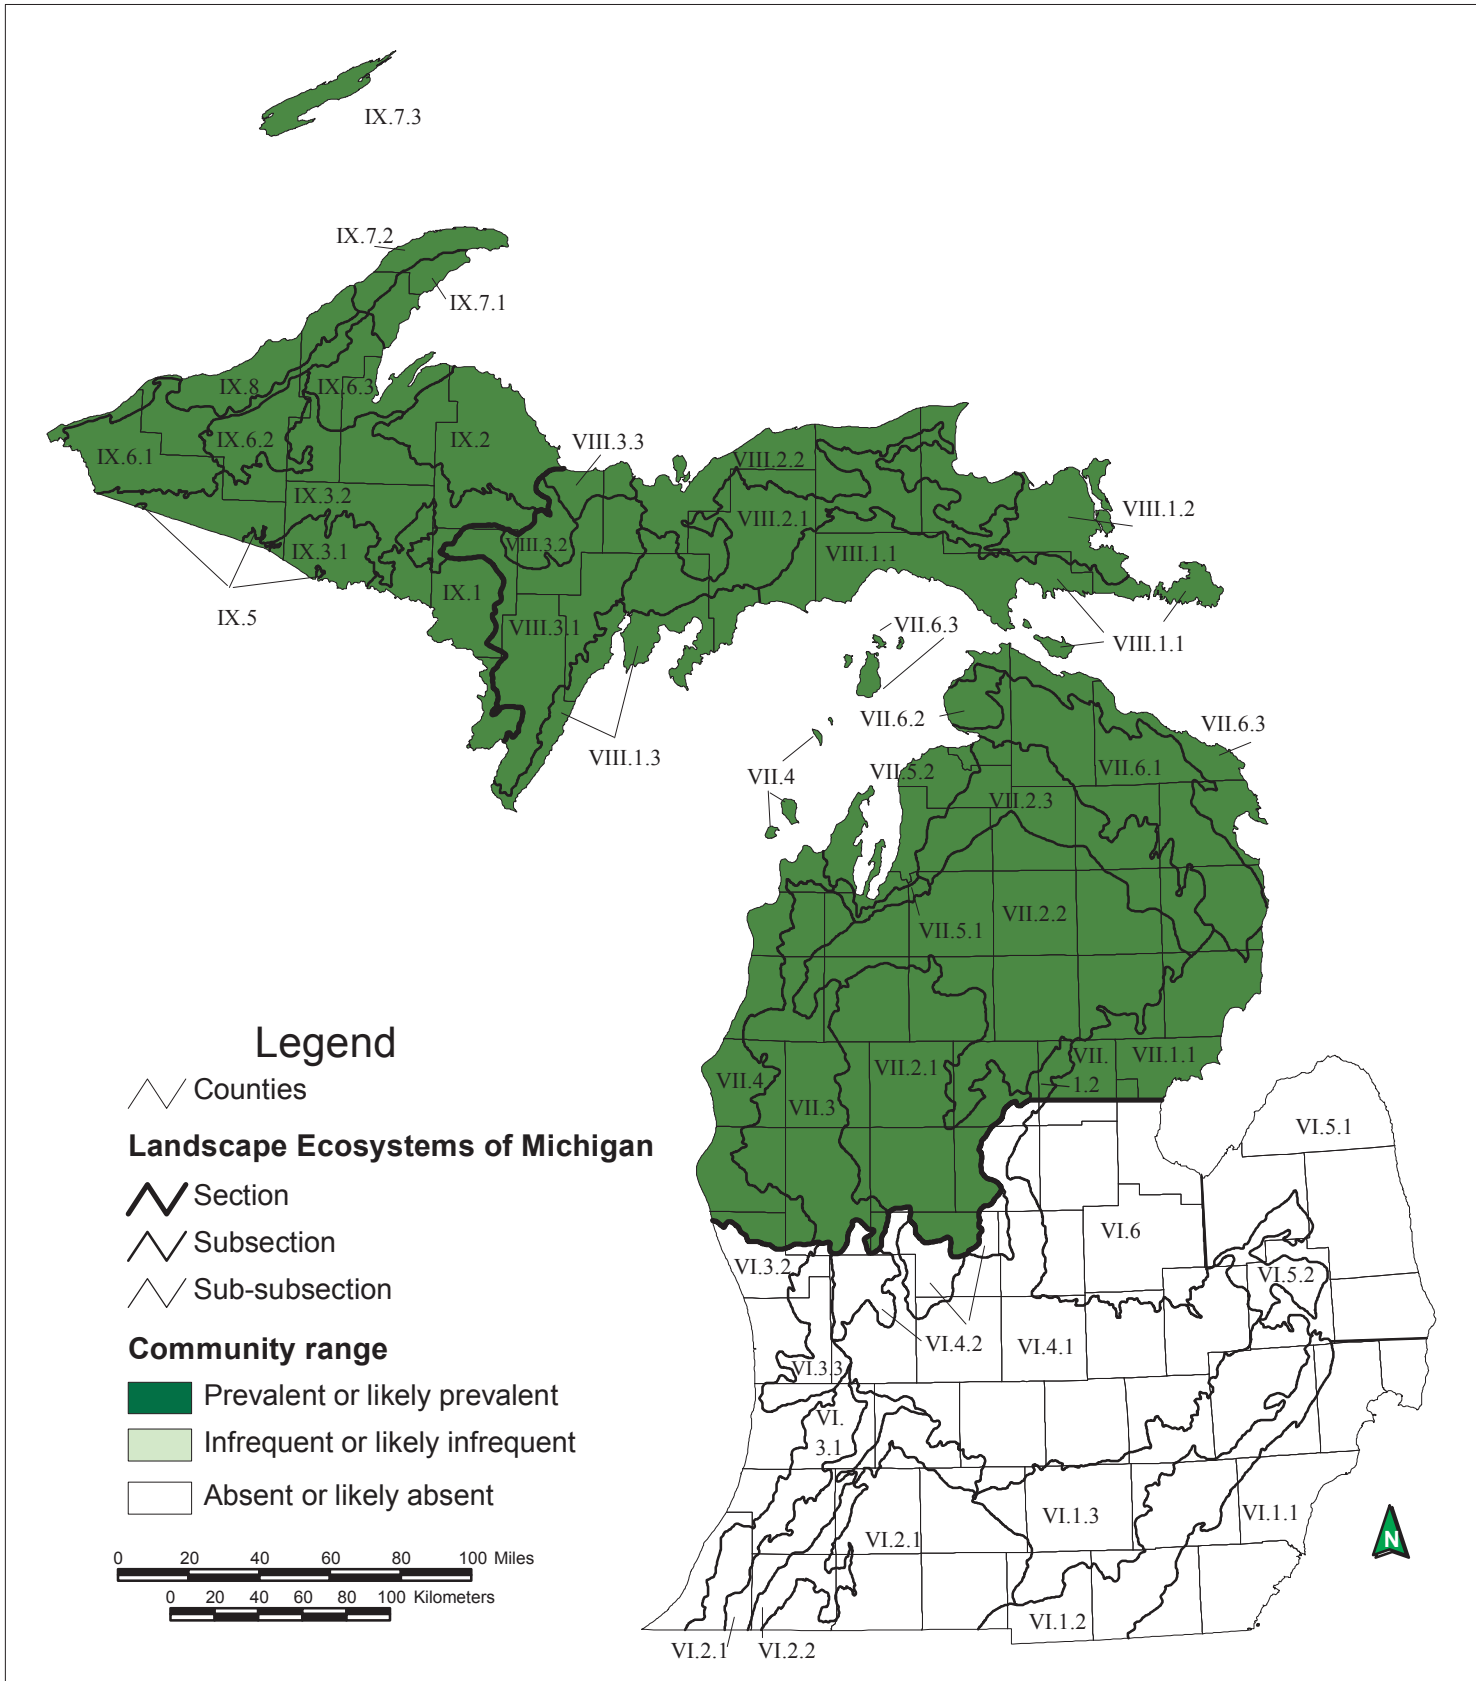 IX.7.3
IX.7.2
IX.7.1
IX.8
IX.6.3
IX.6.2
IX.2
IX.6.1
VIII.3.3
VIII.2.2
IX.3.2
VIII.2.1
VIII.1.2
IX.3.1
VIII.3.2
VIII.1.1
IX.1
IX.5
VIII.3.1
VII.6.3
VIII.1.1
VII.6.2
VII.6.3
VIII.1.3
VII.4
VII.5.2
VII.6.1
VII.2.3
VII.5.1
VII.2.2
VII.4
VII.3
VII.2.1
VII.
1.2
VII.1.1
VI.5.1
VI.6
VI.3.2
VI.5.2
VI.4.2
VI.4.1
VI.3.3
VI.
3.1
VI.2.1
VI.1.3
VI.1.1
VI.1.2
VI.2.1
VI.2.2
Legend
Counties
Landscape Ecosystems of Michigan
Section
Subsection
Sub-subsection
Community range
Prevalent or likely prevalent
Infrequent or likely infrequent
Absent or likely absent
0 20 40 60 80 100 Miles
0 20 40 60 80 100 Kilometers
N